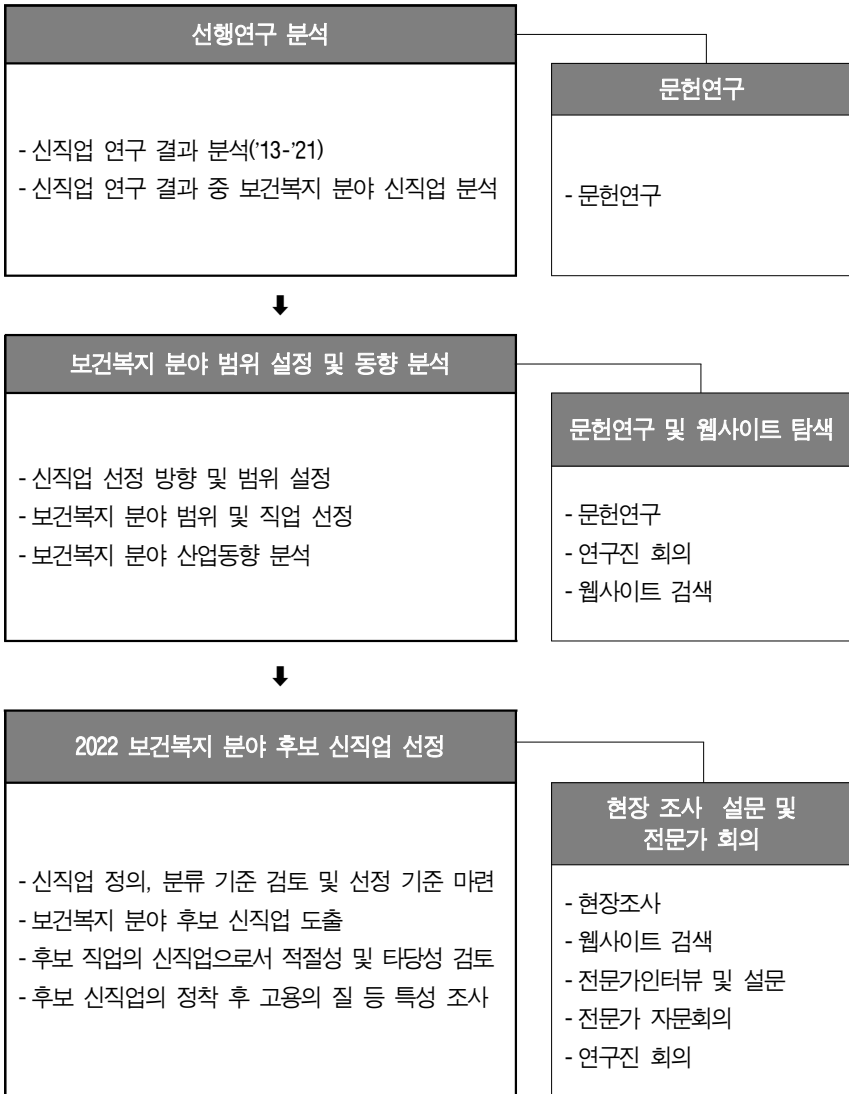 선행연구 분석
- 신직업 연구 결과 분석('13-'21)
- 신직업 연구 결과 중 보건복지 분야 신직업 분석
문헌연구
- 문헌연구
보건복지 분야 범위 설정 및 동향 분석
- 신직업 선정 방향 및 범위 설정
- 보건복지 분야 범위 및 직업 선정
- 보건복지 분야 산업동향 분석
문헌연구 및 웹사이트 탐색
- 문헌연구
- 연구진 회의
- 웹사이트 검색
2022 보건복지 분야 후보 신직업 선정
- 신직업 정의, 분류 기준 검토 및 선정 기준 마련
- 보건복지 분야 후보 신직업 도출
- 후보 직업의 신직업으로서 적절성 및 타당성 검토
- 후보 신직업의 정착 후 고용의 질 등 특성 조사
현장 조사 설문 및
전문가 회의
- 현장조사
- 웹사이트 검색
- 전문가인터뷰 및 설문
- 전문가 자문회의
- 연구진 회의